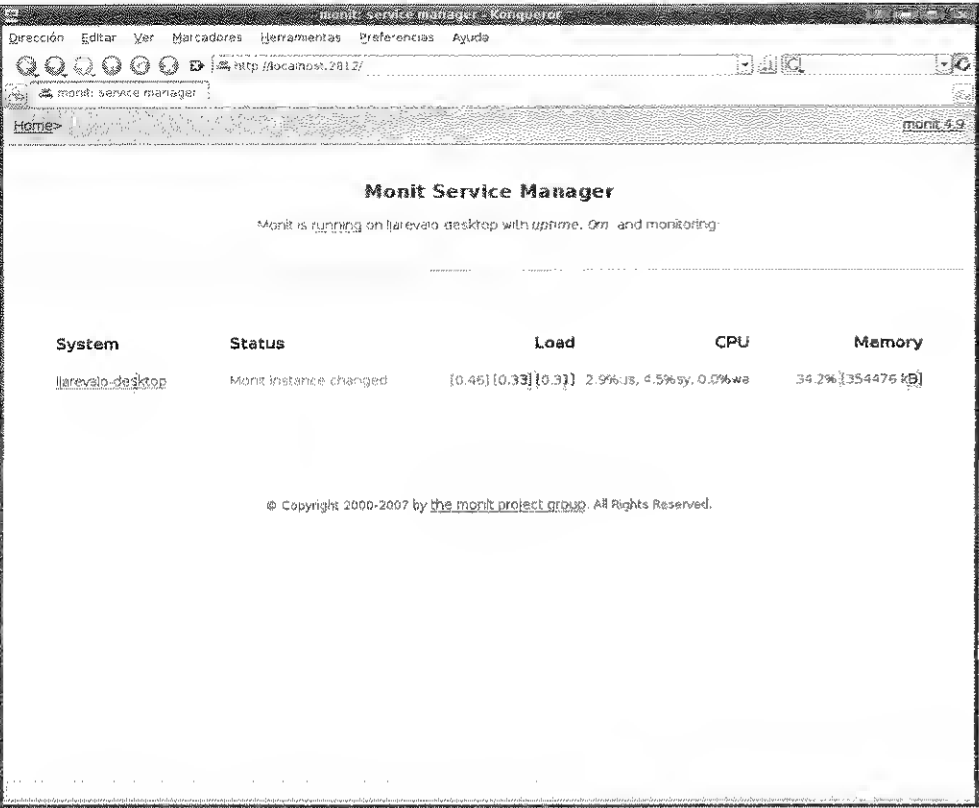 monit: service manager - Konqueror
Dirección Editar Ver Marcadores Herramientas Preferencias Ayuda
http://localhost:2812/
monit: service manager
Home> monit 4.9
Monit Service Manager
Monit is running on ljarevalo-desktop with uptime, 0m and monitoring:
System Status Load CPU Memory
ljarevalo-desktop Monit instance changed [0.46] [0.33] [0.31] 2.9%us, 4.5%sy, 0.0%wa 34.2% [354476 kB]
© Copyright 2000-2007 by the monit project group. All Rights Reserved.